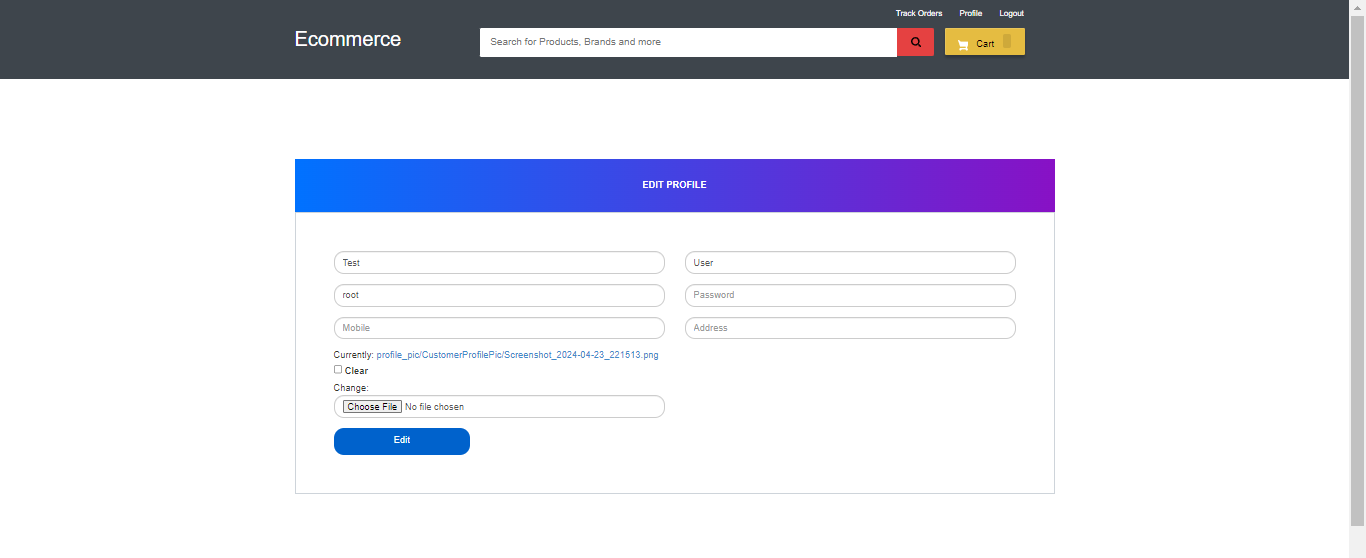 Track Orders Profile Logout
Ecommerce
Search for Products, Brands and more
Cart
EDIT PROFILE
Test User
root Password
Mobile Address
Currently: profile_pic/CustomerProfilePic/Screenshot_2024-04-23_221513.png
Clear
Change:
Choose File No file chosen
Edit